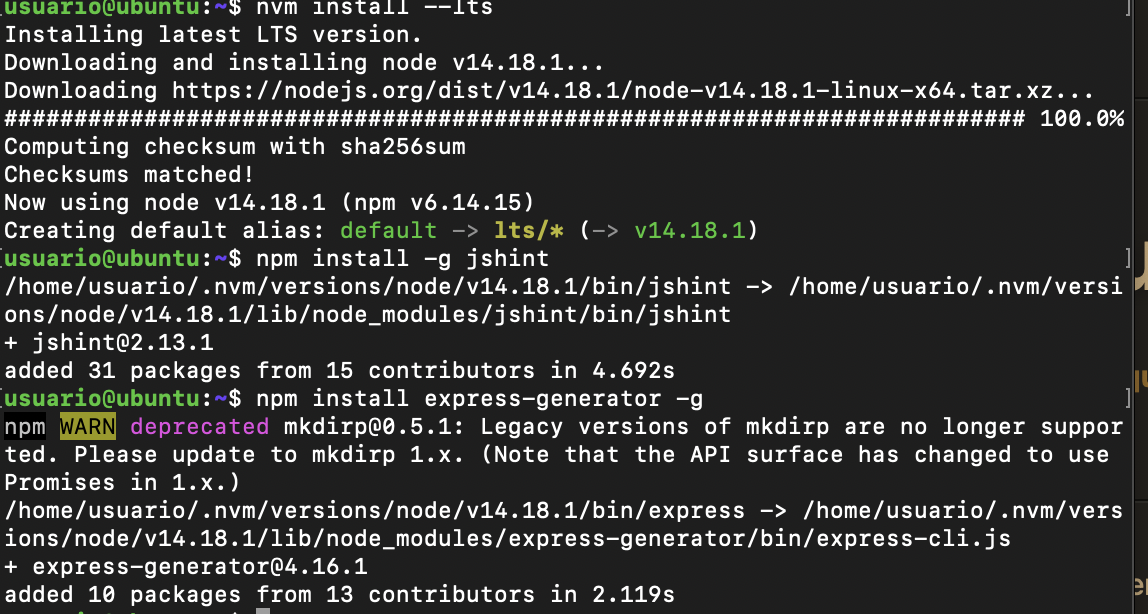 usuario@ubuntu:~$ nvm install --lts
Installing latest LTS version.
Downloading and installing node v14.18.1...
Downloading https://nodejs.org/dist/v14.18.1/node-v14.18.1-linux-x64.tar.xz...
######################################################################### 100.0%
Computing checksum with sha256sum
Checksums matched!
Now using node v14.18.1 (npm v6.14.15)
Creating default alias: default -> lts/* (-> v14.18.1)
[usuario@ubuntu:~$ npm install -g jshint ]
/home/usuario/.nvm/versions/node/v14.18.1/bin/jshint -> /home/usuario/.nvm/versi
ons/node/v14.18.1/lib/node_modules/jshint/bin/jshint
+ jshint@2.13.1
added 31 packages from 15 contributors in 4.692s
[usuario@ubuntu:~$ npm install express-generator -g ]
npm WARN deprecated mkdirp@0.5.1: Legacy versions of mkdirp are no longer suppor
ted. Please update to mkdirp 1.x. (Note that the API surface has changed to use
Promises in 1.x.)
/home/usuario/.nvm/versions/node/v14.18.1/bin/express -> /home/usuario/.nvm/vers
ions/node/v14.18.1/lib/node_modules/express-generator/bin/express-cli.js
+ express-generator@4.16.1
added 10 packages from 13 contributors in 2.119s